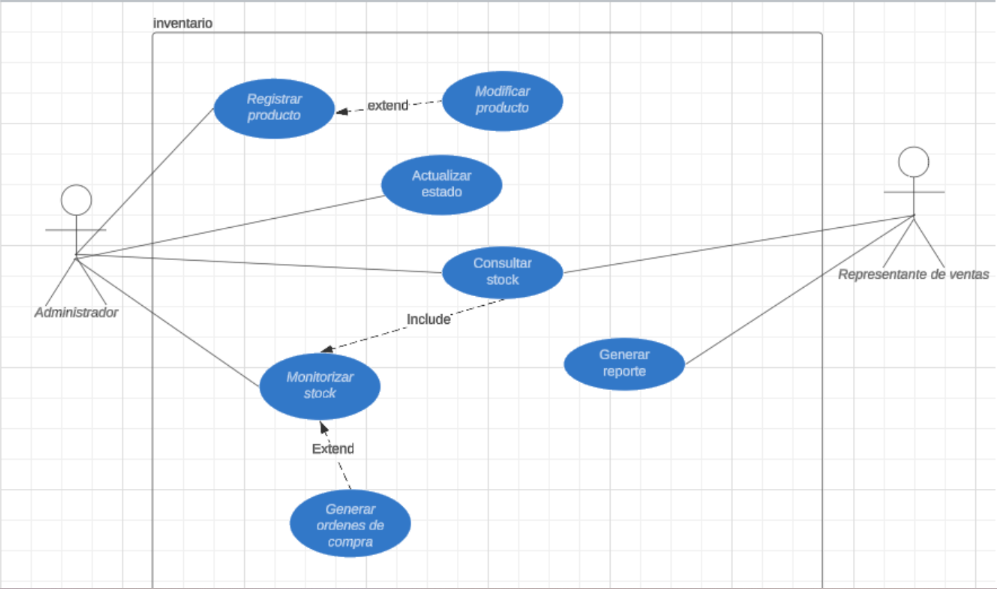 inventario
Registrar
producto
extend
Modificar
producto
Actualizar
estado
Consultar
stock
Representante de ventas
Administrador
Include
Generar
reporte
Monitorizar
stock
Extend
Generar
ordenes de
compra